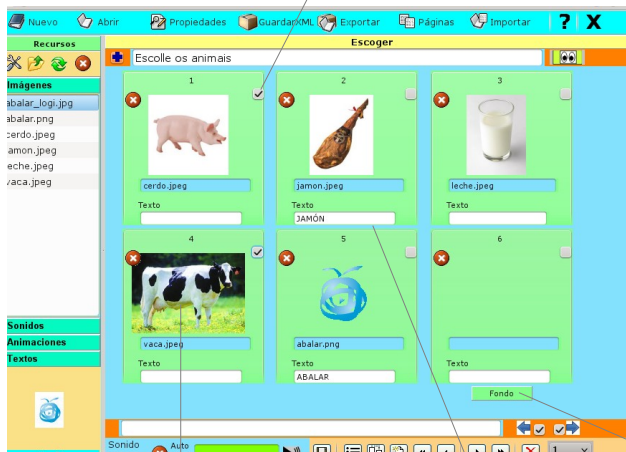 Nuevo Abrir Propiedades GuardarXML Exportar Páginas Importar ? X
Recursos
Escoger
Escolle os animais
Imágenes
abalar_logi.jpg
abalar.png
cerdo.jpeg
jamon.jpeg
leche.jpeg
vaca.jpeg
1 2 3
cerdo.jpeg jamon.jpeg leche.jpeg
Texto Texto Texto
JAMÓN
4 5 6
vaca.jpeg abalar.png
Texto Texto Texto
ABALAR
Sonidos
Animaciones
Textos
Fondo
Sonido Auto 1